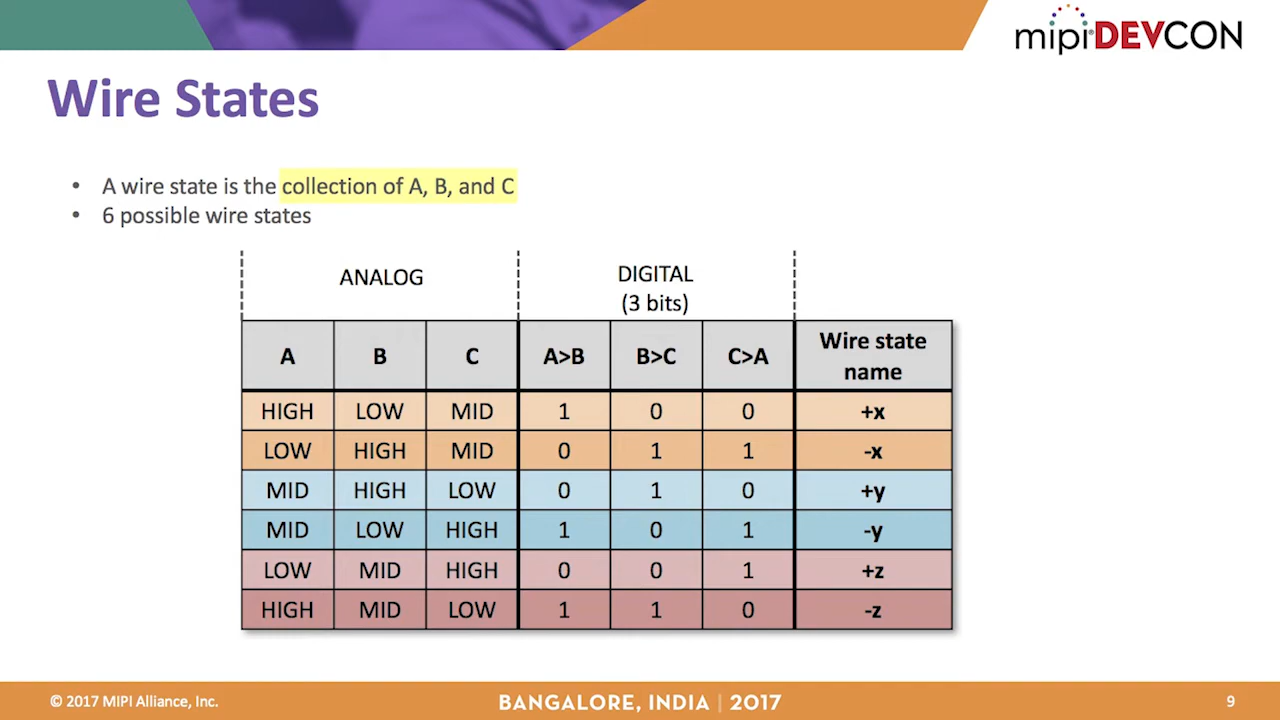 mipi DEVCON
Wire States
• A wire state is the collection of A, B, and C
• 6 possible wire states
ANALOG
DIGITAL
(3 bits)
A B C A>B B>C C>A Wire state name
HIGH LOW MID 1 0 0 +x
LOW HIGH MID 0 1 1 -x
MID HIGH LOW 0 1 0 +y
MID LOW HIGH 1 0 1 -y
LOW MID HIGH 0 0 1 +z
HIGH MID LOW 1 1 0 -z
© 2017 MIPI Alliance, Inc.
BANGALORE, INDIA | 2017
9